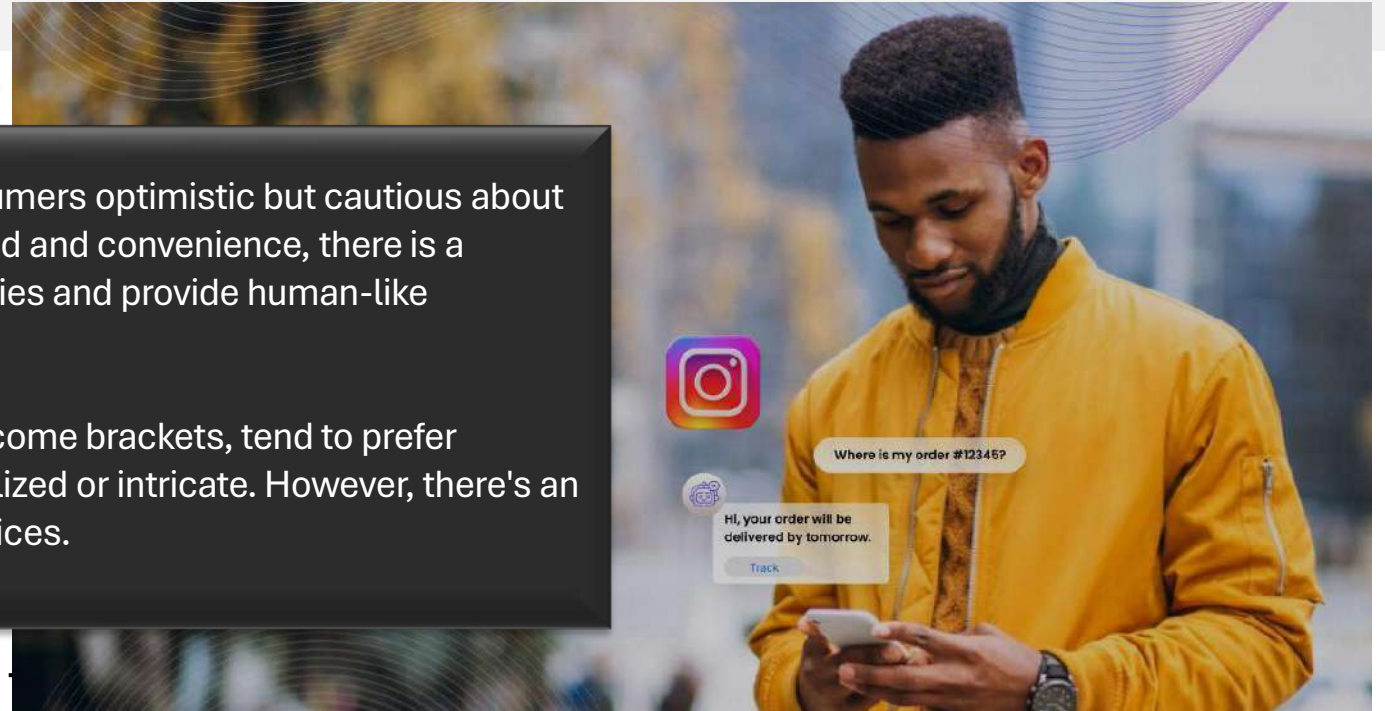 umers optimistic but cautious about
d and convenience, there is a
ies and provide human-like
come brackets, tend to prefer
lized or intricate. However, there's an
ices.
Where is my order #12345?
Hi, your order will be
delivered by tomorrow.
Track